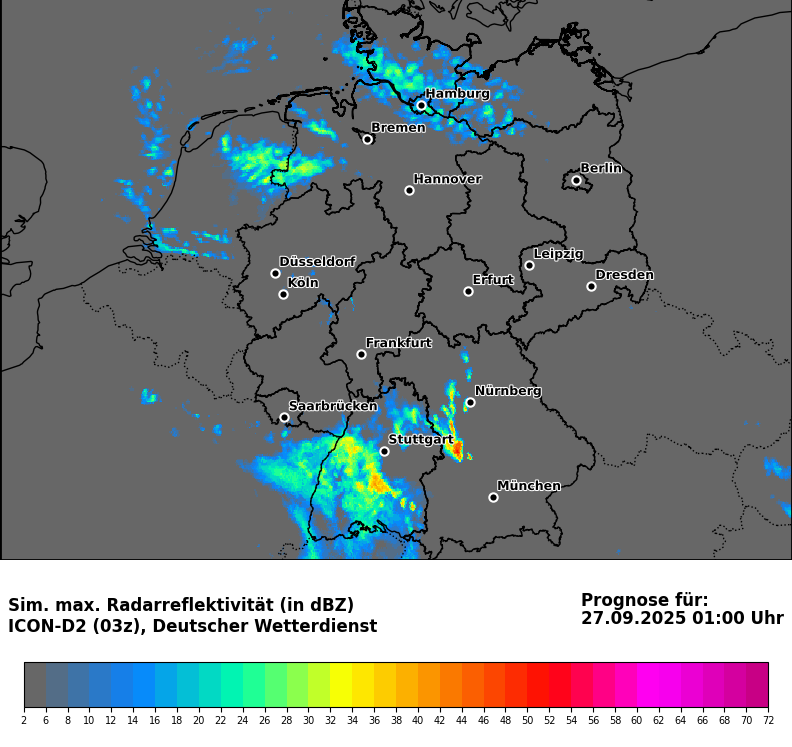 Hamburg
Bremen
Hannover
Berlin
Düsseldorf
Köln
Leipzig
Erfurt
Dresden
Frankfurt
Nürnberg
Saarbrücken
Stuttgart
München
Sim. max. Radarreflektivität (in dBZ)
ICON-D2 (03z), Deutscher Wetterdienst
Prognose für:
27.09.2025 01:00 Uhr
2 6 8 10 12 14 16 18 20 22 24 26 28 30 32 34 36 38 40 42 44 46 48 50 52 54 56 58 60 62 64 66 68 70 72